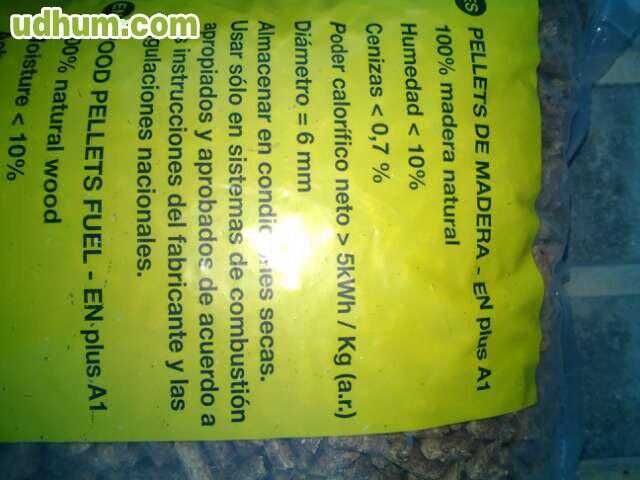 udhum.com
ES
PELLETS DE MADERA - EN plus A1
100% madera natural
Humedad < 10%
Cenizas < 0,7 %
Poder calorífico neto > 5kWh / Kg (a.r.)
Diámetro = 6 mm
Almacenar en condiciones secas.
Usar sólo en sistemas de combustión
apropiados y aprobados de acuerdo a
instrucciones del fabricante y las
gulaciones nacionales.
OOD PELLETS FUEL - EN plus A1
00% natural wood
oisture < 10%